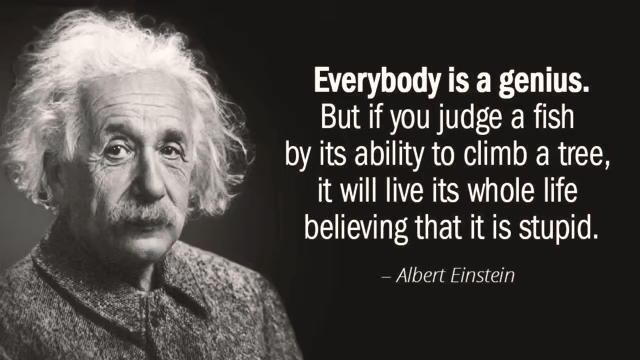 Everybody is a genius.
But if you judge a fish
by its ability to climb a tree,
it will live its whole life
believing that it is stupid.
– Albert Einstein